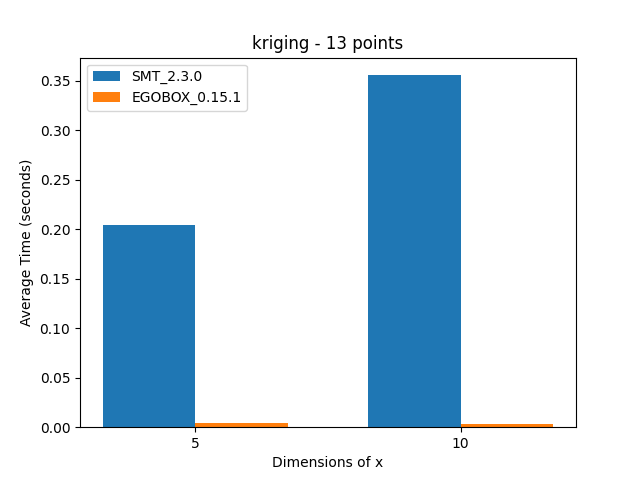 kriging - 13 points
SMT_2.3.0
EGOBOX_0.15.1
Average Time (seconds)
0.35
0.30
0.25
0.20
0.15
0.10
0.05
0.00
5
10
Dimensions of x